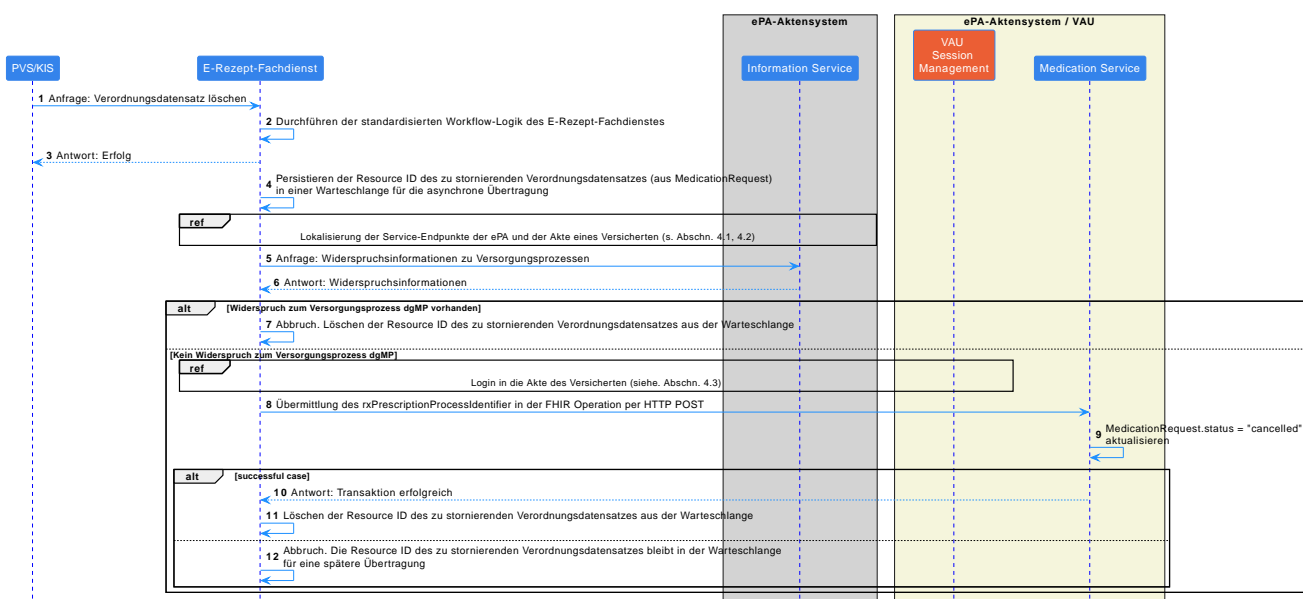 ePA-Aktensystem
ePA-Aktensystem / VAU
PVS/KIS
E-Rezept-Fachdienst
Information Service
VAU
Session
Management
Medication Service
1 Anfrage: Verordnungsdatensatz löschen
2 Durchführen der standardisierten Workflow-Logik des E-Rezept-Fachdienstes
3 Antwort: Erfolg
4 Persistieren der Resource ID des zu stornierenden Verordnungsdatensatzes (aus MedicationRequest)
in einer Warteschlange für die asynchrone Übertragung
ref
Lokalisierung der Service-Endpunkte der ePA und der Akte eines Versicherten (s. Abschn. 4.1, 4.2)
5 Anfrage: Widerspruchsinformationen zu Versorgungsprozessen
6 Antwort: Widerspruchsinformationen
alt [Widerspruch zum Versorgungsprozess dgMP vorhanden]
7 Abbruch. Löschen der Resource ID des zu stornierenden Verordnungsdatensatzes aus der Warteschlange
[Kein Widerspruch zum Versorgungsprozess dgMP]
ref
Login in die Akte des Versicherten (siehe. Abschn. 4.3)
8 Übermittlung des rxPrescriptionProcessIdentifier in der FHIR Operation per HTTP POST
9 MedicationRequest.status = "cancelled"
aktualisieren
alt [successful case]
10 Antwort: Transaktion erfolgreich
11 Löschen der Resource ID des zu stornierenden Verordnungsdatensatzes aus der Warteschlange
12 Abbruch. Die Resource ID des zu stornierenden Verordnungsdatensatzes bleibt in der Warteschlange
für eine spätere Übertragung